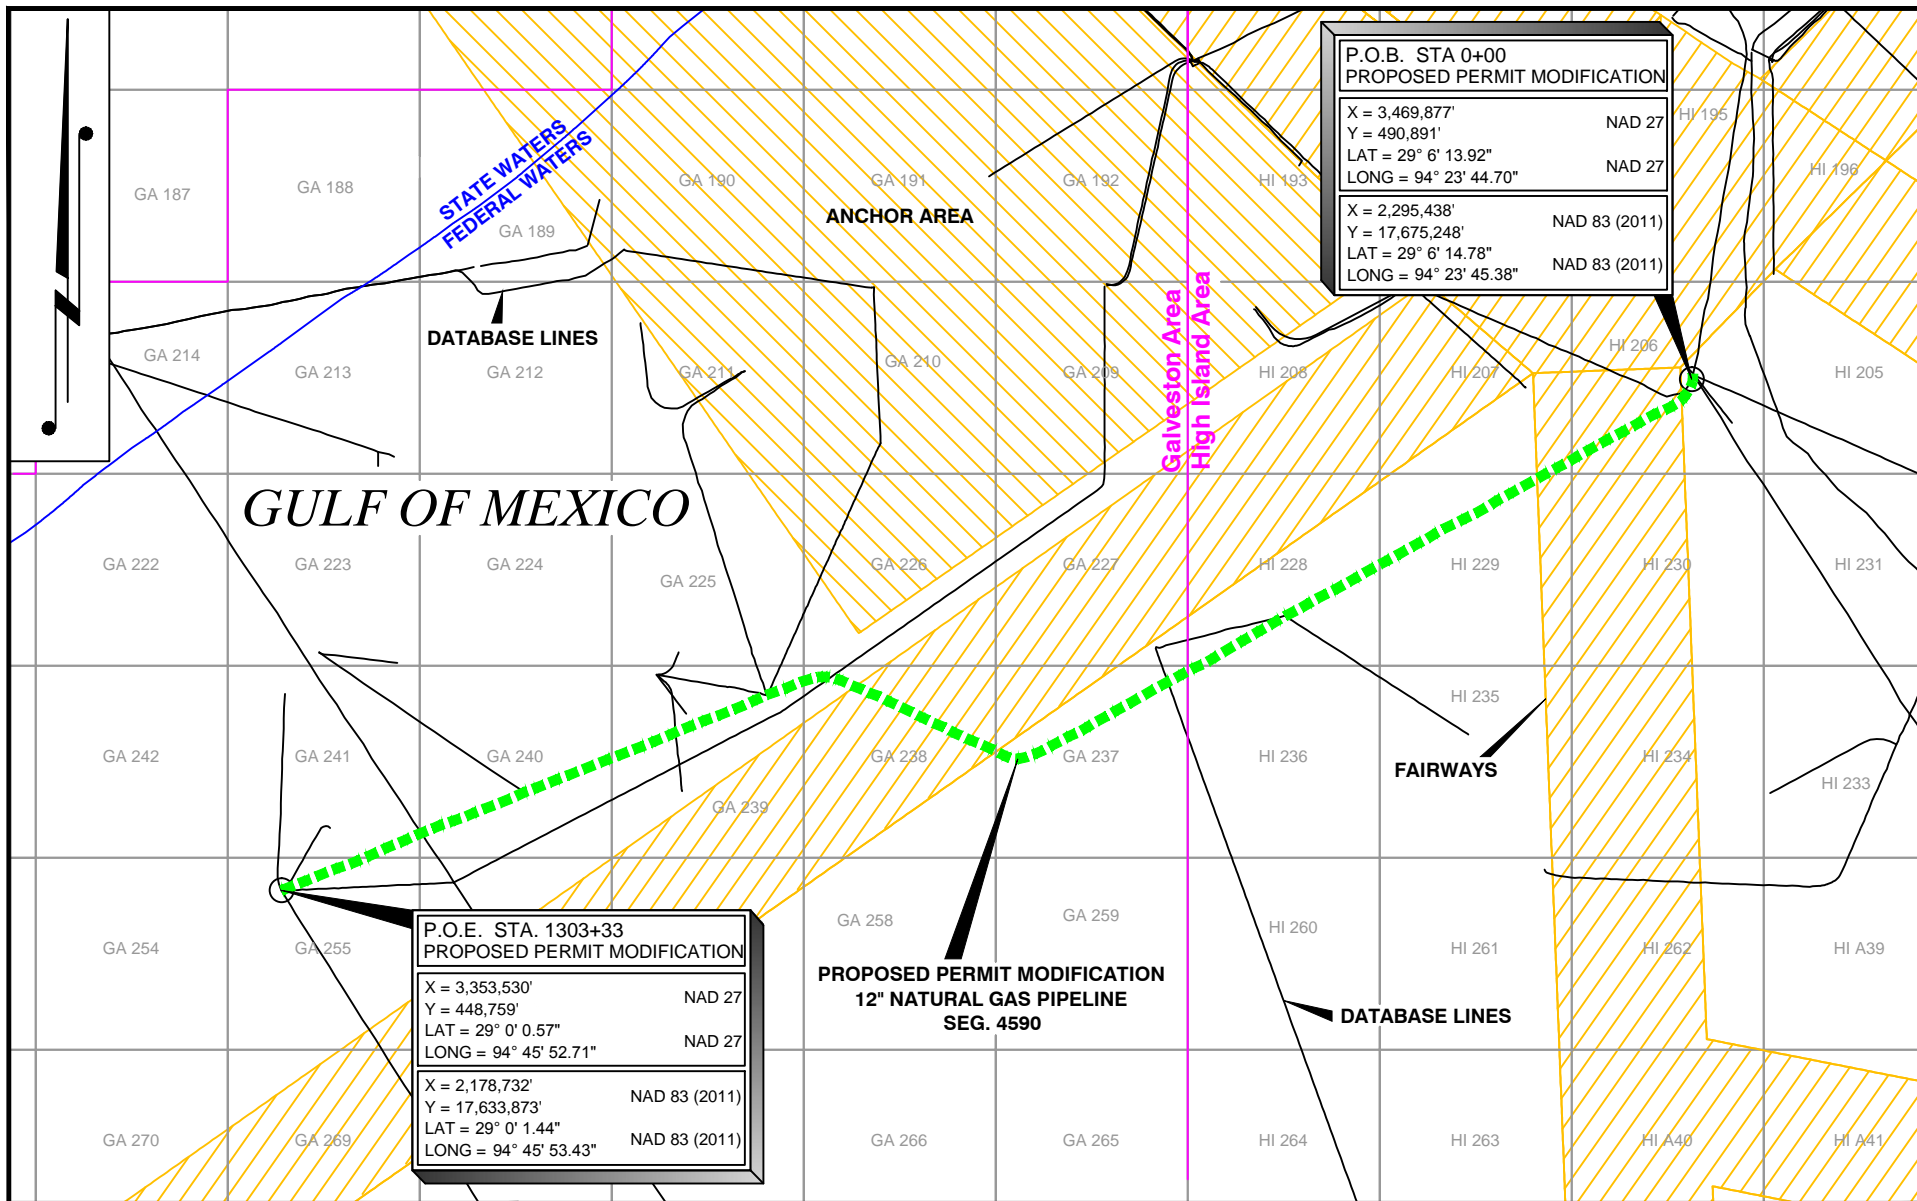 P.O.B. STA 0+00
PROPOSED PERMIT MODIFICATION
X = 3,469,877'
Y = 490,891'
NAD 27
LAT = 29° 6' 13.92"
LONG = 94° 23' 44.70"
NAD 27
X = 2,295,438'
Y = 17,675,248'
NAD 83 (2011)
LAT = 29° 6' 14.78"
LONG = 94° 23' 45.38"
NAD 83 (2011)
HI 195
HI 196
GA 187
GA 188
STATE WATERS
FEDERAL WATERS
GA 189
GA 190
GA 191
GA 192
HI 193
ANCHOR AREA
DATABASE LINES
Galveston Area
High Island Area
GA 214
GA 213
GA 212
GA 211
GA 210
GA 209
HI 208
HI 207
HI 206
HI 205
GULF OF MEXICO
GA 222
GA 223
GA 224
GA 225
GA 226
GA 227
HI 228
HI 229
HI 230
HI 231
GA 242
GA 241
GA 240
GA 239
GA 238
GA 237
HI 236
HI 235
HI 234
HI 233
FAIRWAYS
GA 254
GA 255
GA 258
GA 259
HI 260
HI 261
HI 262
HI A39
P.O.E. STA. 1303+33
PROPOSED PERMIT MODIFICATION
X = 3,353,530'
Y = 448,759'
NAD 27
LAT = 29° 0' 0.57"
LONG = 94° 45' 52.71"
NAD 27
X = 2,178,732'
Y = 17,633,873'
NAD 83 (2011)
LAT = 29° 0' 1.44"
LONG = 94° 45' 53.43"
NAD 83 (2011)
PROPOSED PERMIT MODIFICATION
12" NATURAL GAS PIPELINE
SEG. 4590
DATABASE LINES
GA 270
GA 269
GA 266
GA 265
HI 264
HI 263
HI A40
HI A41